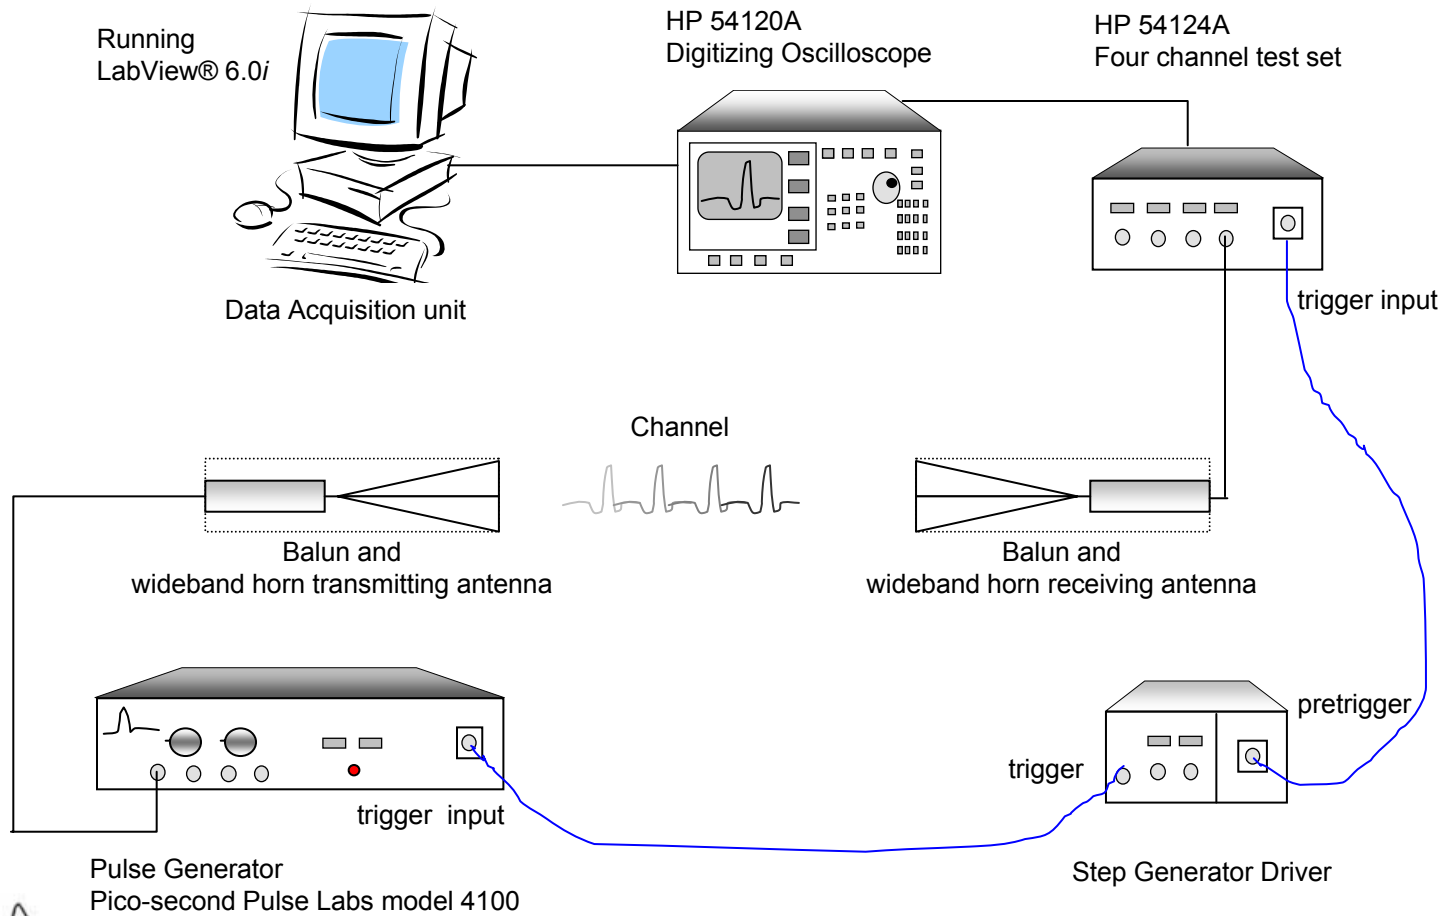 Running
LabView® 6.0i
HP 54120A
Digitizing Oscilloscope
HP 54124A
Four channel test set
Data Acquisition unit
trigger input
Channel
Balun and
wideband horn transmitting antenna
Balun and
wideband horn receiving antenna
pretrigger
trigger
trigger input
Pulse Generator
Pico-second Pulse Labs model 4100
Step Generator Driver